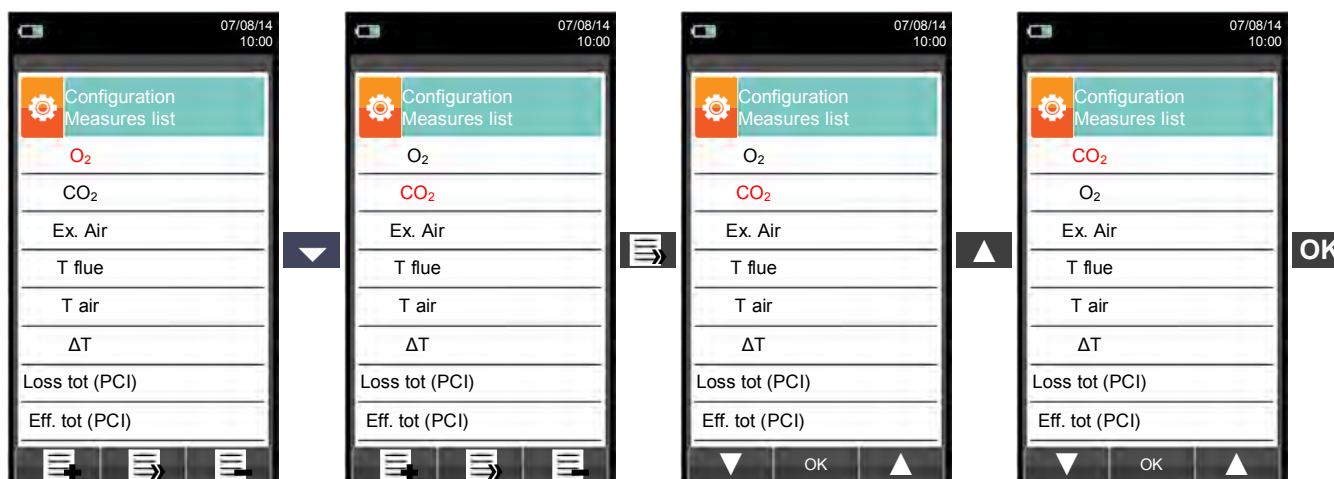 07/08/14
10:00
Configuration
Measures list
O₂
CO₂
Ex. Air
T flue
T air
ΔT
Loss tot (PCI)
Eff. tot (PCI)
07/08/14
10:00
Configuration
Measures list
O₂
CO₂
Ex. Air
T flue
T air
ΔT
Loss tot (PCI)
Eff. tot (PCI)
07/08/14
10:00
Configuration
Measures list
O₂
CO₂
Ex. Air
T flue
T air
ΔT
Loss tot (PCI)
Eff. tot (PCI)
OK
07/08/14
10:00
Configuration
Measures list
CO₂
O₂
Ex. Air
T flue
T air
ΔT
Loss tot (PCI)
Eff. tot (PCI)
OK
OK